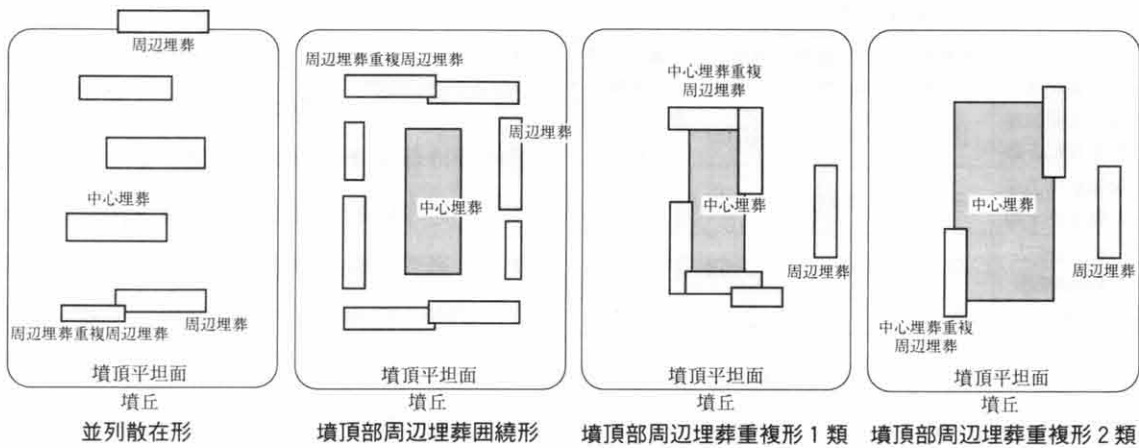 周辺埋葬
中心埋葬
周辺埋葬重複周辺埋葬
周辺埋葬
墳頂平坦面
墳丘
並列散在形
周辺埋葬重複周辺埋葬
周辺埋葬
中心埋葬
墳頂平坦面
墳丘
墳頂部周辺埋葬囲繞形
中心埋葬重複
周辺埋葬
中心埋葬
周辺埋葬
墳頂平坦面
墳丘
墳頂部周辺埋葬重複形1類
中心埋葬
周辺埋葬
中心埋葬重複
周辺埋葬
墳頂平坦面
墳丘
墳頂部周辺埋葬重複形2類